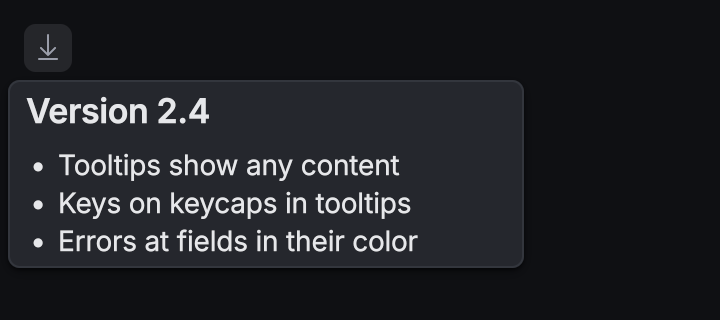 Version 2.4
• Tooltips show any content
• Keys on keycaps in tooltips
• Errors at fields in their color